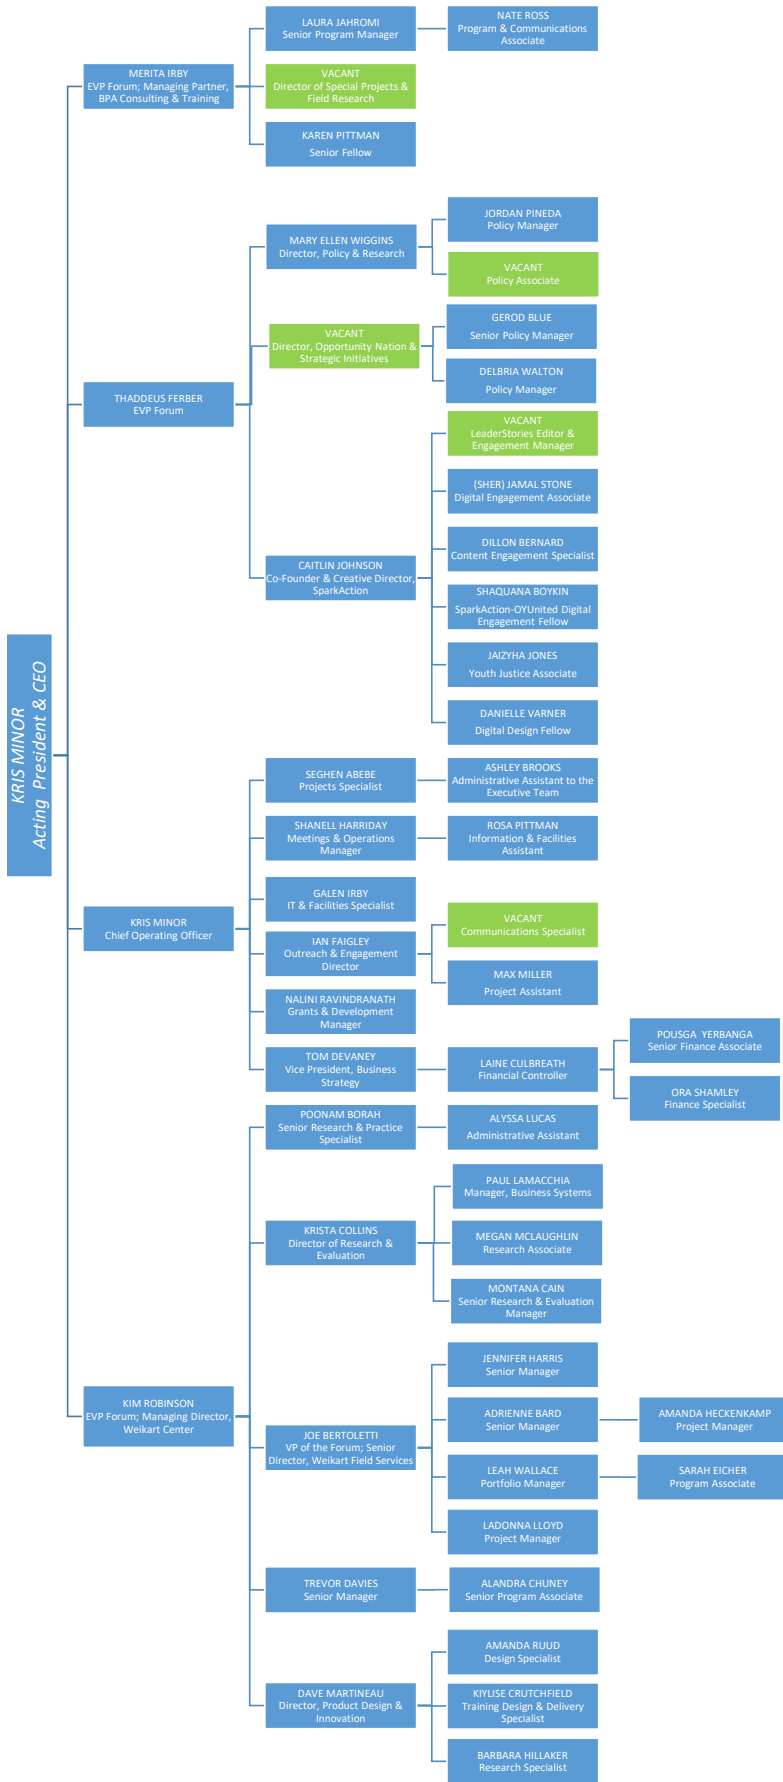 KRIS MINOR
Acting President & CEO
MERITA IRBY
EVP Forum; Managing Partner,
BPA Consulting & Training
LAURA JAHROMI
Senior Program Manager
NATE ROSS
Program & Communications
Associate
VACANT
Director of Special Projects &
Field Research
KAREN PITTMAN
Senior Fellow
THADDEUS FERBER
EVP Forum
MARY ELLEN WIGGINS
Director, Policy & Research
JORDAN PINEDA
Policy Manager
VACANT
Policy Associate
VACANT
Director, Opportunity Nation &
Strategic Initiatives
GEROD BLUE
Senior Policy Manager
DELBRIA WALTON
Policy Manager
CAITLIN JOHNSON
Co-Founder & Creative Director,
SparkAction
VACANT
LeaderStories Editor &
Engagement Manager
(SHER) JAMAL STONE
Digital Engagement Associate
DILLON BERNARD
Content Engagement Specialist
SHAQUANA BOYKIN
SparkAction-OYUnited Digital
Engagement Fellow
JAIZYHA JONES
Youth Justice Associate
DANIELLE VARNER
Digital Design Fellow
KRIS MINOR
Chief Operating Officer
SEGHEN ABEBE
Projects Specialist
ASHLEY BROOKS
Administrative Assistant to the
Executive Team
SHANELL HARRIDAY
Meetings & Operations
Manager
ROSA PITTMAN
Information & Facilities
Assistant
GALEN IRBY
IT & Facilities Specialist
IAN FAIGLEY
Outreach & Engagement
Director
VACANT
Communications Specialist
MAX MILLER
Project Assistant
NALINI RAVINDRANATH
Grants & Development
Manager
TOM DEVANEY
Vice President, Business
Strategy
LAINE CULBREATH
Financial Controller
POUSGA YERBANGA
Senior Finance Associate
ORA SHAMLEY
Finance Specialist
KIM ROBINSON
EVP Forum; Managing Director,
Weikart Center
POONAM BORAH
Senior Research & Practice
Specialist
ALYSSA LUCAS
Administrative Assistant
KRISTA COLLINS
Director of Research &
Evaluation
PAUL LAMACCHIA
Manager, Business Systems
MEGAN MCLAUGHLIN
Research Associate
MONTANA CAIN
Senior Research & Evaluation
Manager
JOE BERTOLETTI
VP of the Forum; Senior
Director, Weikart Field Services
JENNIFER HARRIS
Senior Manager
ADRIENNE BARD
Senior Manager
AMANDA HECKENKAMP
Project Manager
LEAH WALLACE
Portfolio Manager
SARAH EICHER
Program Associate
LADONNA LLOYD
Project Manager
TREVOR DAVIES
Senior Manager
ALANDRA CHUNEY
Senior Program Associate
DAVE MARTINEAU
Director, Product Design &
Innovation
AMANDA RUUD
Design Specialist
KIYLISE CRUTCHFIELD
Training Design & Delivery
Specialist
BARBARA HILLAKER
Research Specialist